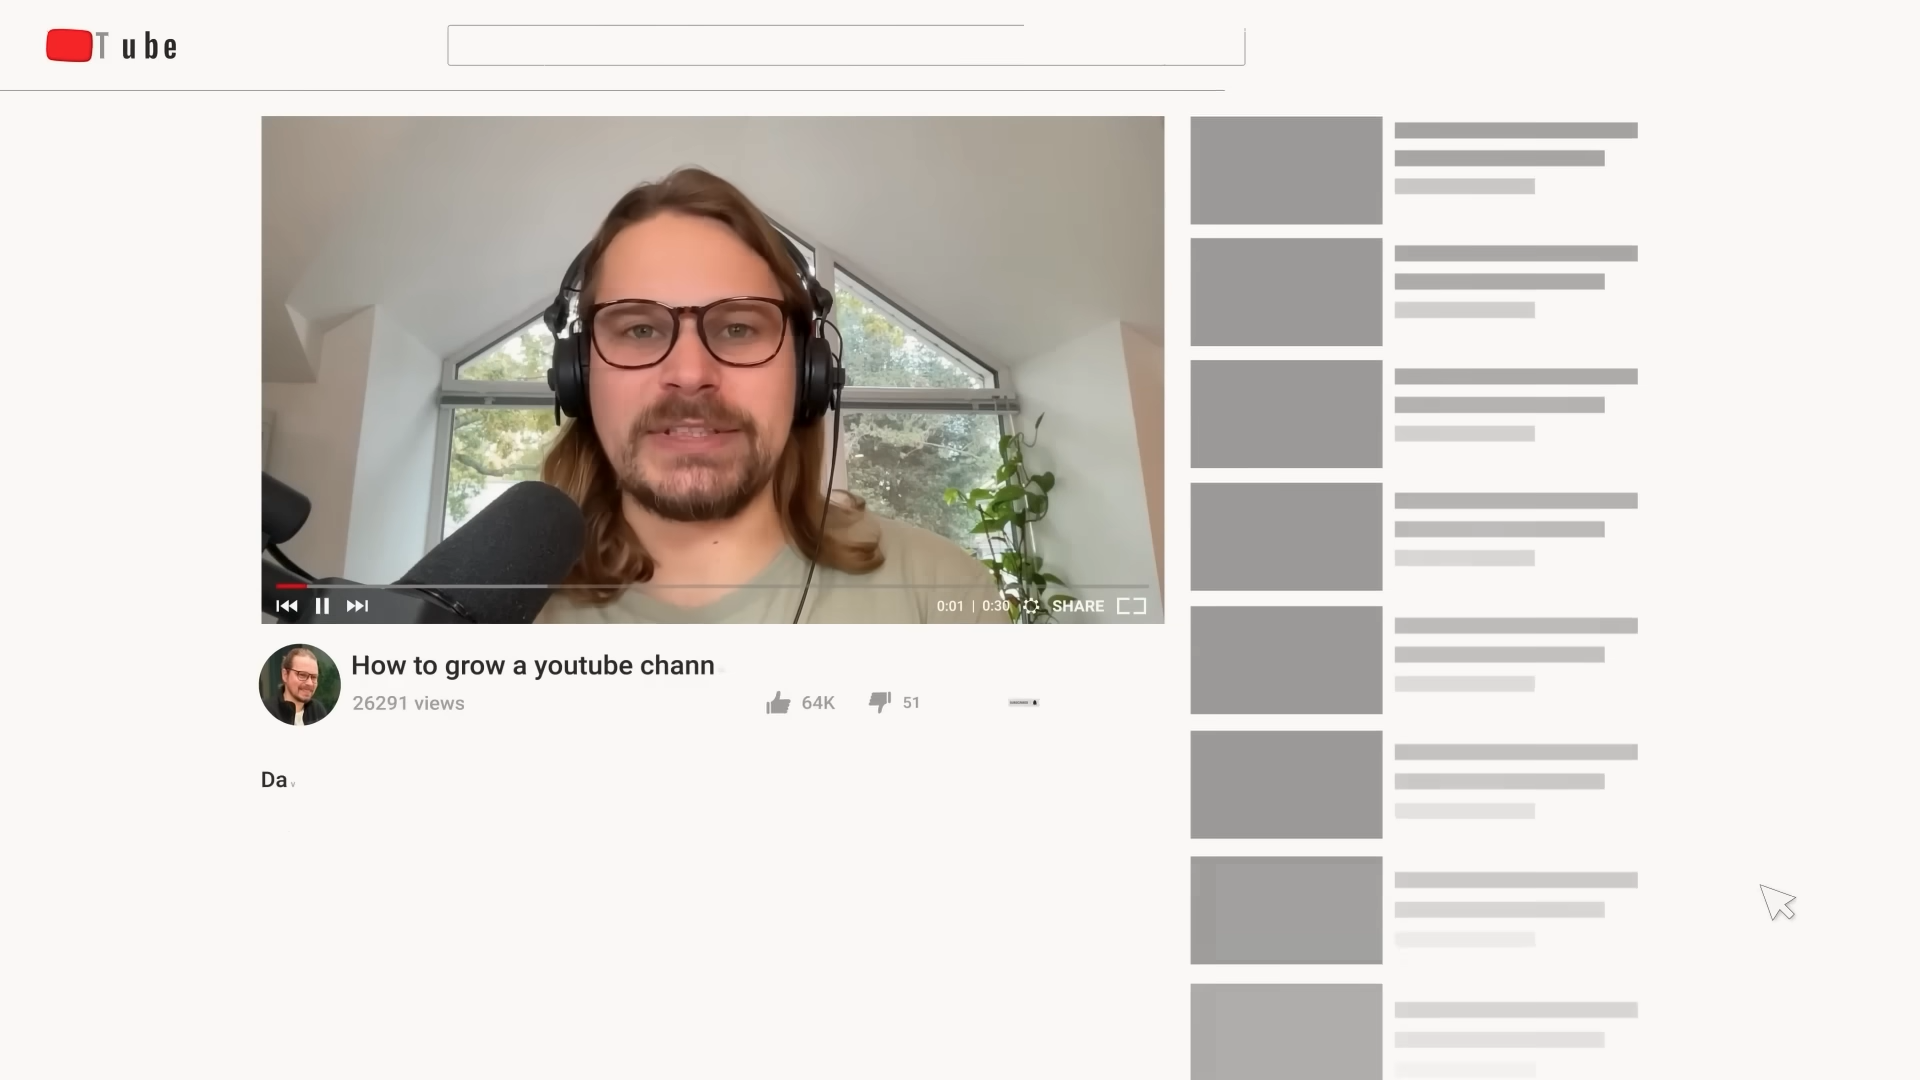 T ube
0:01 | 0:30 SHARE
How to grow a youtube chann
26291 views
64K
51
Da